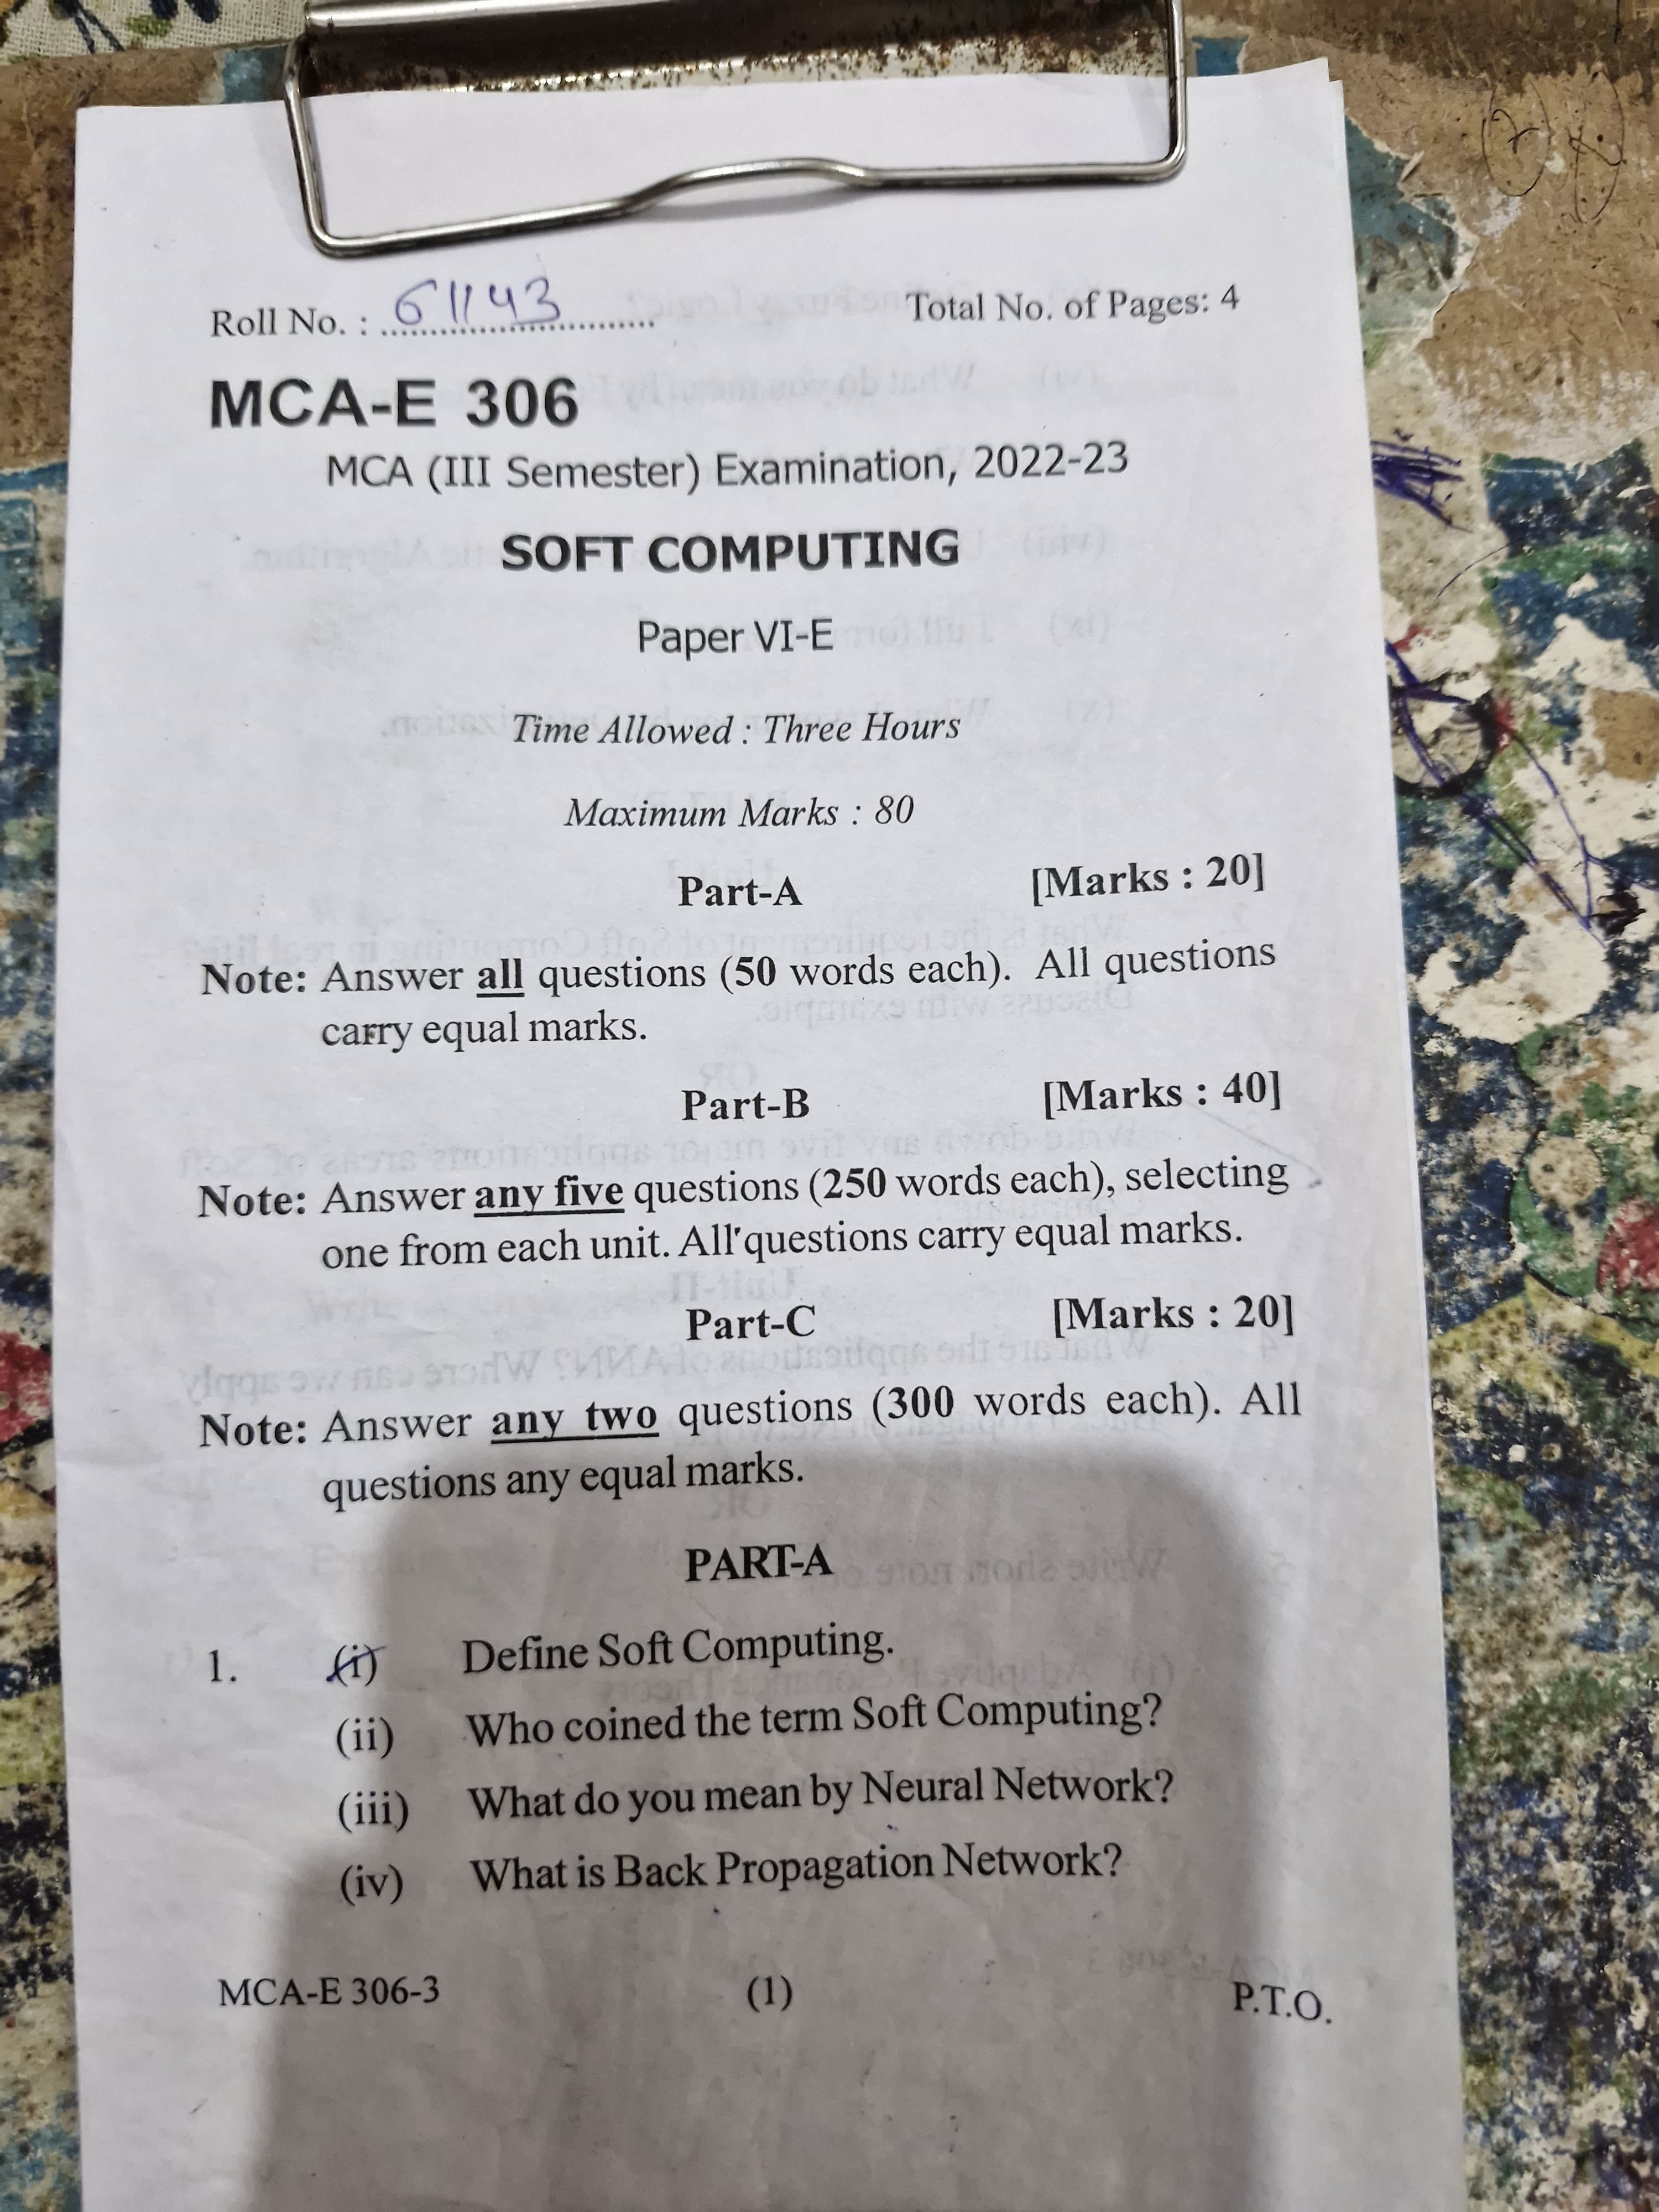 Roll No. : 61143
Total No. of Pages: 4
MCA-E 306
MCA (III Semester) Examination, 2022-23
SOFT COMPUTING
Paper VI-E
Time Allowed : Three Hours
Maximum Marks : 80
Part-A [Marks : 20]
Note: Answer all questions (50 words each). All questions
carry equal marks.
Part-B [Marks : 40]
Note: Answer any five questions (250 words each), selecting
one from each unit. All questions carry equal marks.
Part-C [Marks : 20]
Note: Answer any two questions (300 words each). All
questions any equal marks.
PART-A
1. (i) Define Soft Computing.
(ii) Who coined the term Soft Computing?
(iii) What do you mean by Neural Network?
(iv) What is Back Propagation Network?
MCA-E 306-3 (1) P.T.O.